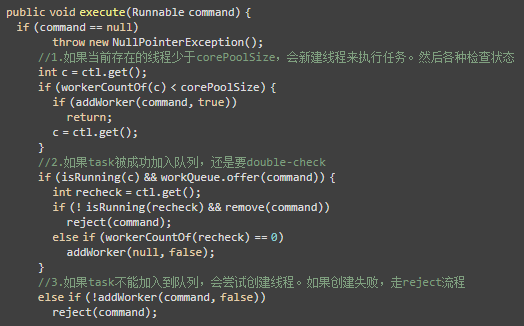 public void execute(Runnable command) {
if (command == null)
throw new NullPointerException();
//1.如果当前存在的线程少于corePoolSize，会新建线程来执行任务。然后各种检查状态
int c = ctl.get();
if (workerCountOf(c) < corePoolSize) {
if (addWorker(command, true))
return;
c = ctl.get();
}
//2.如果task被成功加入队列，还是要double-check
if (isRunning(c) && workQueue.offer(command)) {
int recheck = ctl.get();
if (! isRunning(recheck) && remove(command))
reject(command);
else if (workerCountOf(recheck) == 0)
addWorker(null, false);
}
//3.如果task不能加入到队列，会尝试创建线程。如果创建失败，走reject流程
else if (!addWorker(command, false))
reject(command);